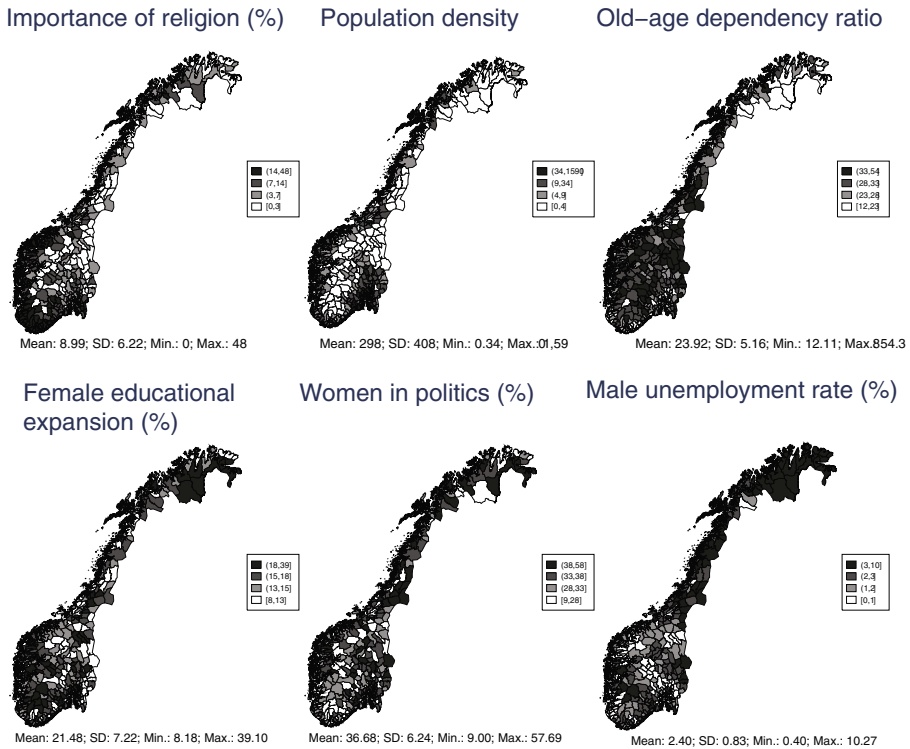 Importance of religion (%)
Population density
Old–age dependency ratio
(14,48]
(7,14]
(3,7]
[0,3]
(34,1590]
(9,34]
(4,9]
[0,4]
(33,54]
(28,33]
(23,28]
[12,23]
Mean: 8.99; SD: 6.22; Min.: 0; Max.: 48
Mean: 298; SD: 408; Min.: 0.34; Max.:01,59
Mean: 23.92; SD: 5.16; Min.: 12.11; Max.854.3
Female educational
expansion (%)
Women in politics (%)
Male unemployment rate (%)
(18,39]
(15,18]
(13,15]
[8,13]
(38,58]
(33,38]
(28,33]
[9,28]
(3,10]
(2,3]
(1,2]
[0,1]
Mean: 21.48; SD: 7.22; Min.: 8.18; Max.: 39.10
Mean: 36.68; SD: 6.24; Min.: 9.00; Max.: 57.69
Mean: 2.40; SD: 0.83; Min.: 0.40; Max.: 10.27